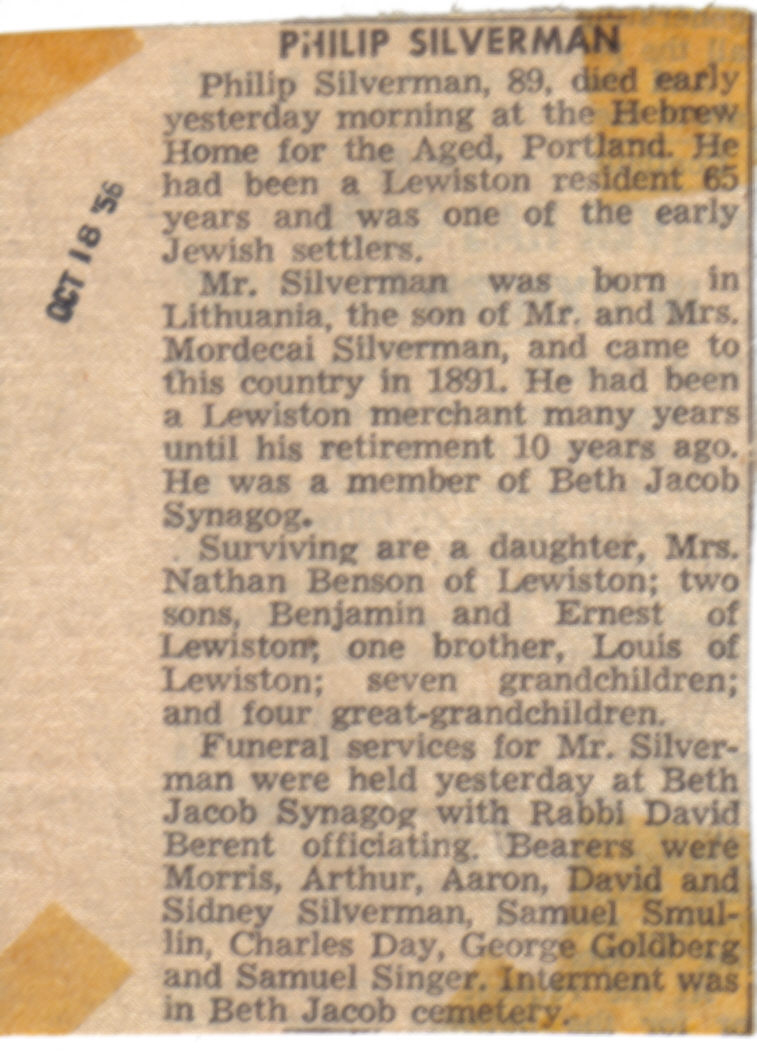 PHILIP SILVERMAN
Philip Silverman, 89, died early
yesterday morning at the Hebrew
Home for the Aged, Portland. He
had been a Lewiston resident 65
years and was one of the early
Jewish settlers.
Mr. Silverman was born in
Lithuania, the son of Mr. and Mrs.
Mordecai Silverman, and came to
this country in 1891. He had been
a Lewiston merchant many years
until his retirement 10 years ago.
He was a member of Beth Jacob
Synagog.
Surviving are a daughter, Mrs.
Nathan Benson of Lewiston; two
sons, Benjamin and Ernest of
Lewiston; one brother, Louis of
Lewiston; seven grandchildren;
and four great-grandchildren.
Funeral services for Mr. Silver-
man were held yesterday at Beth
Jacob Synagog with Rabbi David
Berent officiating. Bearers were
Morris, Arthur, Aaron, David and
Sidney Silverman, Samuel Smul-
lin, Charles Day, George Goldberg
and Samuel Singer. Interment was
in Beth Jacob cemetery.
OCT 18 '56